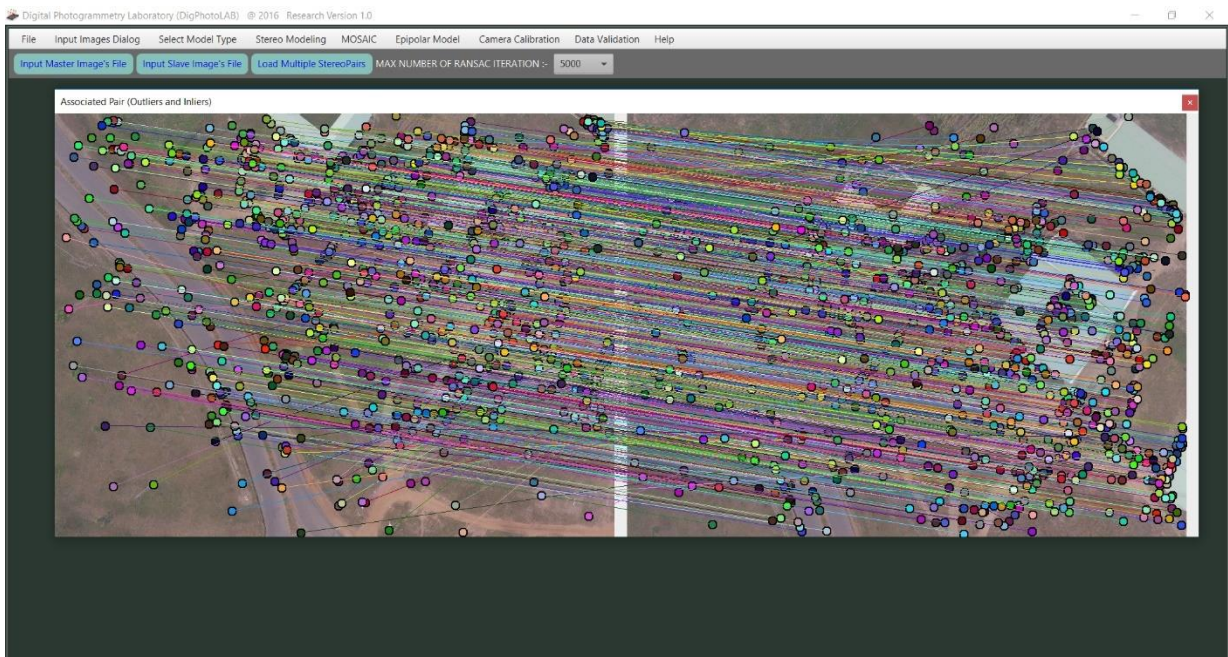 Digital Photogrammetry Laboratory (DigPhotoLAB) @ 2016 Research Version 1.0
File Input Images Dialog Select Model Type Stereo Modeling MOSAIC Epipolar Model Camera Calibration Data Validation Help
Input Master Image's File Input Slave Image's File Load Multiple StereoPairs MAX NUMBER OF RANSAC ITERATION :- 5000
Associated Pair (Outliers and Inliers)